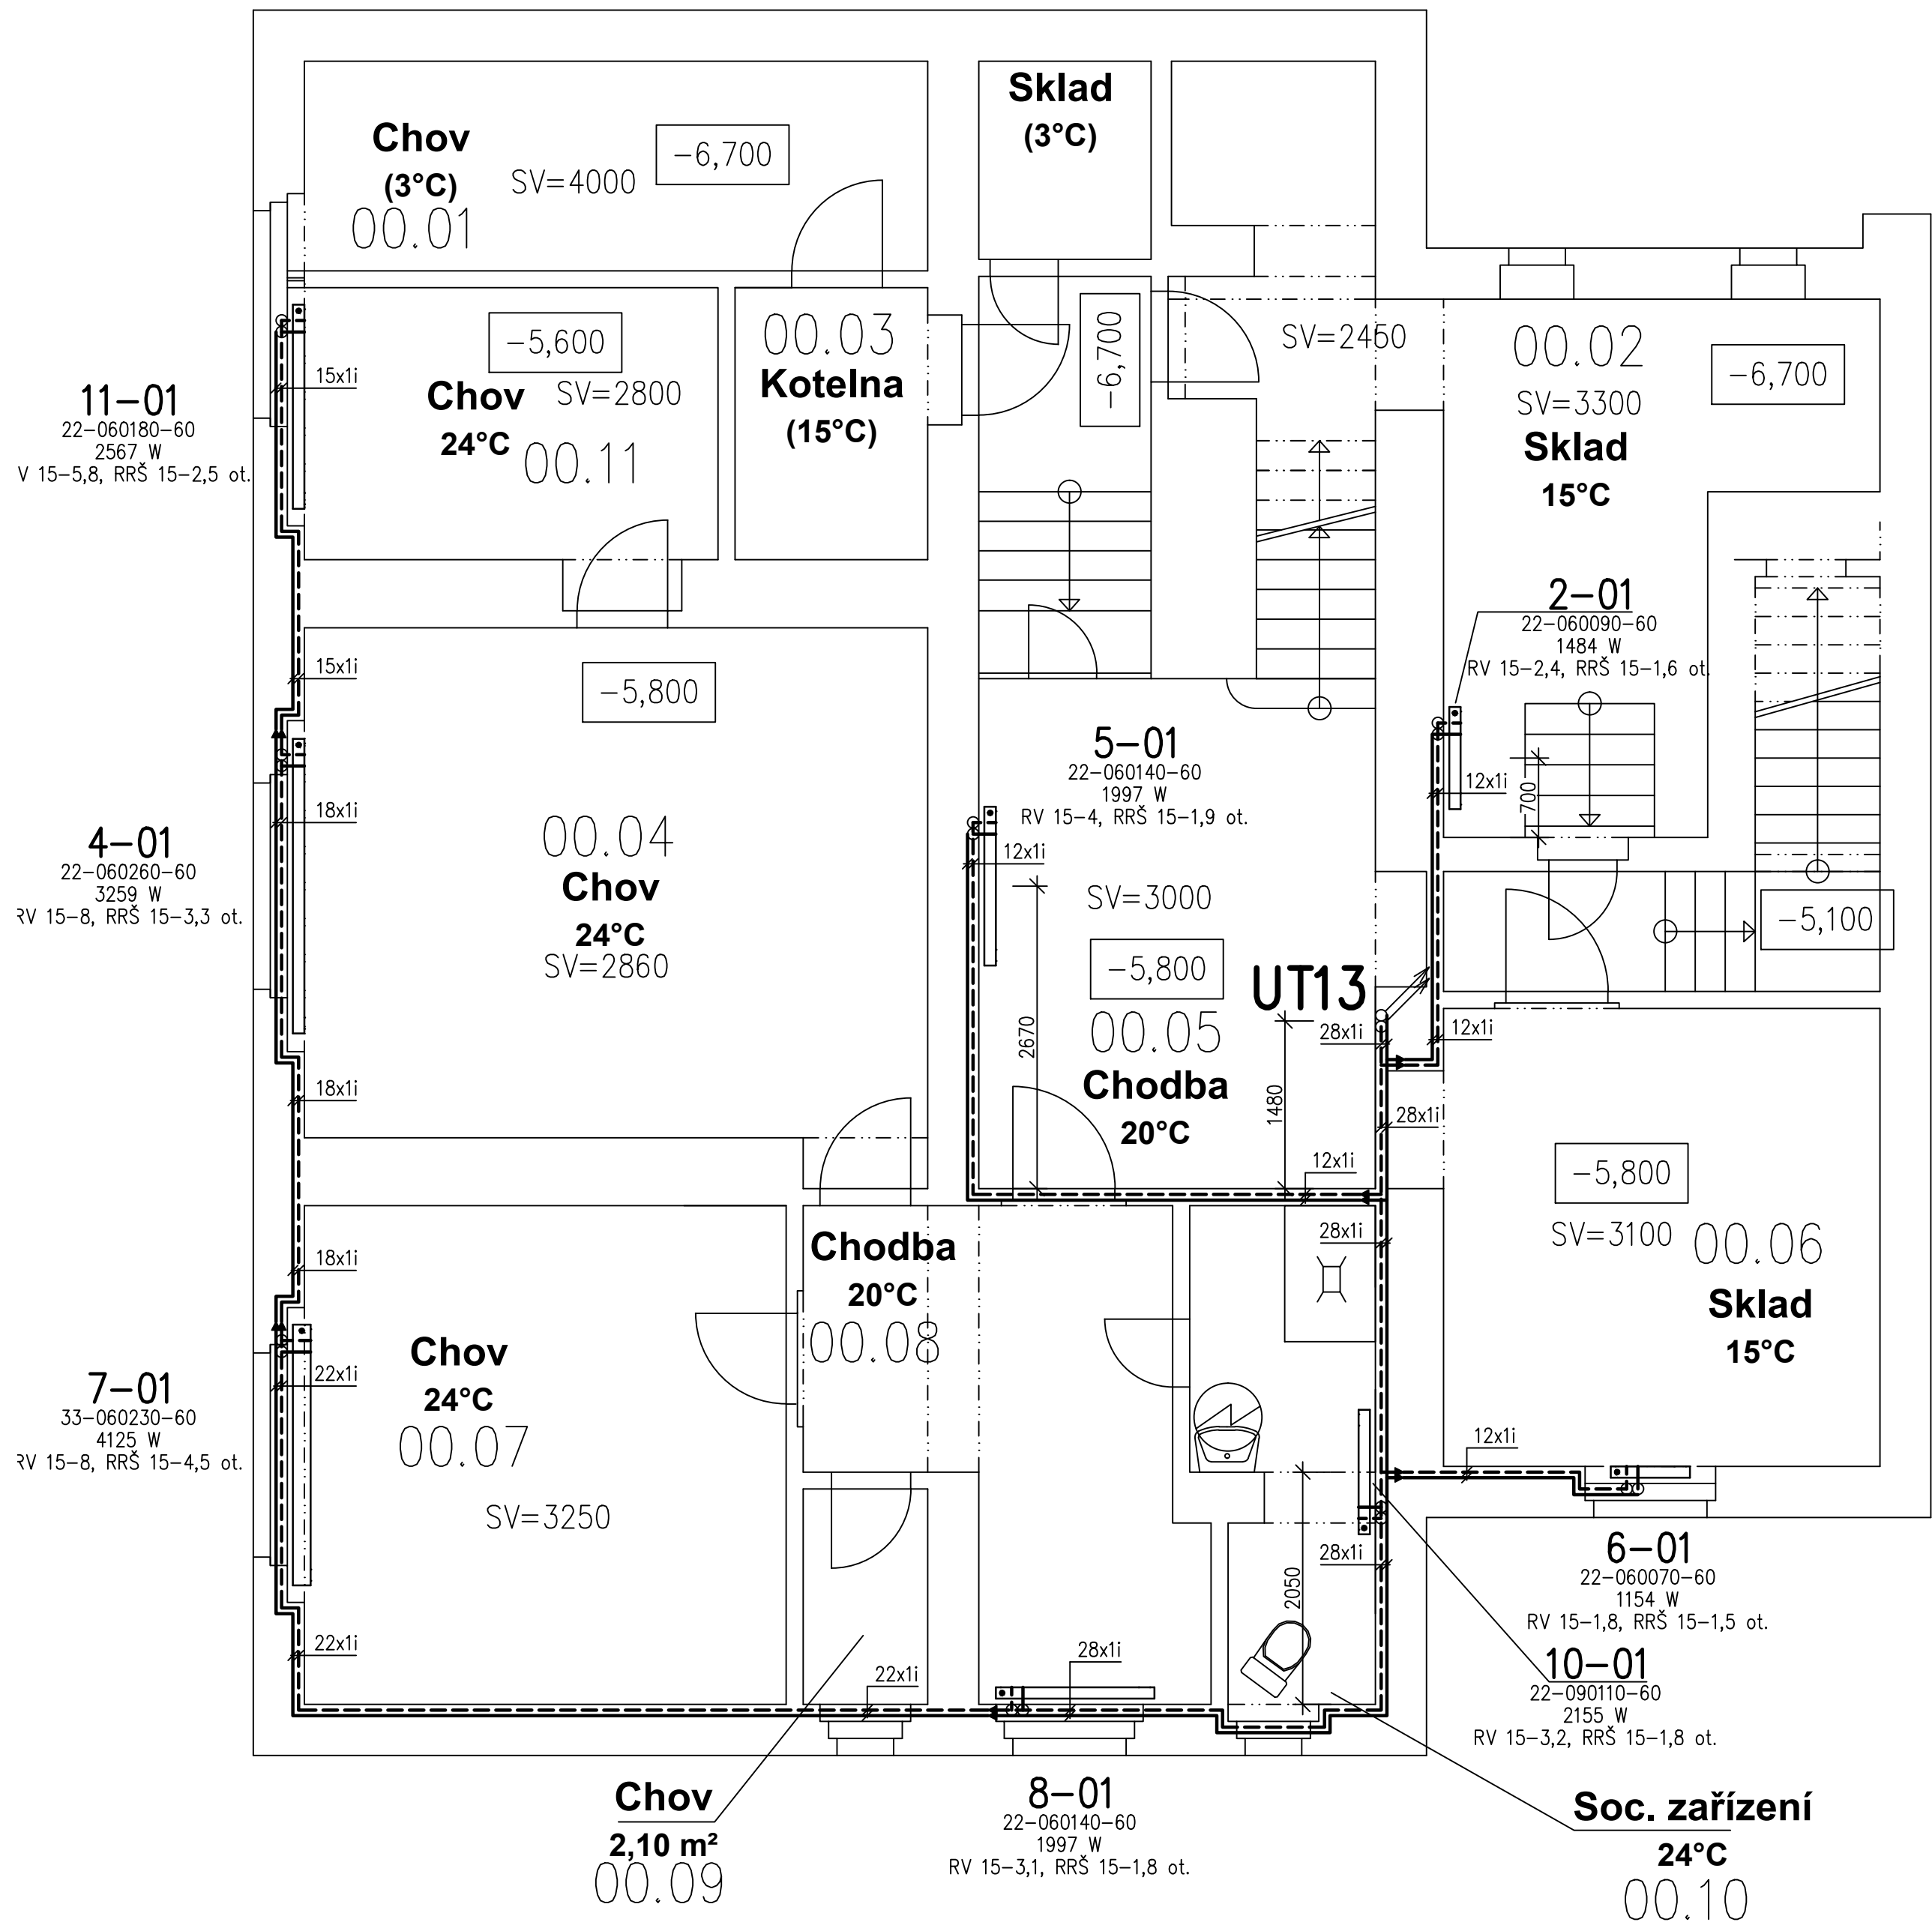 Chov
(3°C)
00.01
SV=4000
-6,700
Sklad
(3°C)
-5,600
Chov
24°C
SV=2800
00.11
00.03
Kotelna
(15°C)
-6,700
SV=2460
00.02
SV=3300
Sklad
15°C
-6,700
11-01
22-060180-60
2567 W
V 15-5,8, RRŠ 15-2,5 ot.
15x1i
15x1i
-5,800
2-01
22-060090-60
1484 W
RV 15-2,4, RRŠ 15-1,6 ot.
12x1i
700
5-01
22-060140-60
1997 W
RV 15-4, RRŠ 15-1,9 ot.
12x1i
4-01
22-060260-60
3259 W
RV 15-8, RRŠ 15-3,3 ot.
18x1i
00.04
Chov
24°C
SV=2860
SV=3000
-5,800
00.05
Chodba
20°C
2670
UT13
28x1i
1480
12x1i
-5,100
12x1i
28x1i
18x1i
-5,800
SV=3100
00.06
Sklad
15°C
18x1i
Chodba
20°C
00.08
28x1i
7-01
33-060230-60
4125 W
RV 15-8, RRŠ 15-4,5 ot.
22x1i
Chov
24°C
00.07
SV=3250
12x1i
28x1i
2050
6-01
22-060070-60
1154 W
RV 15-1,8, RRŠ 15-1,5 ot.
22x1i
22x1i
28x1i
10-01
22-090110-60
2155 W
RV 15-3,2, RRŠ 15-1,8 ot.
Chov
2,10 m²
00.09
8-01
22-060140-60
1997 W
RV 15-3,1, RRŠ 15-1,8 ot.
Soc. zařízení
24°C
00.10